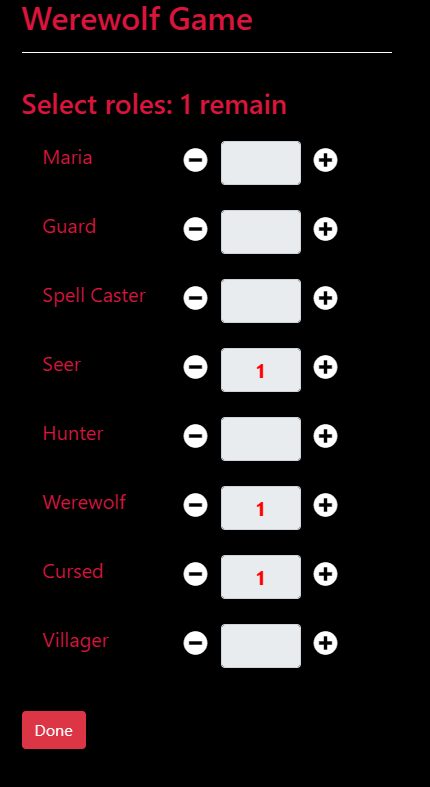 Werewolf Game
Select roles: 1 remain
Maria
Guard
Spell Caster
Seer 1
Hunter
Werewolf 1
Cursed 1
Villager
Done